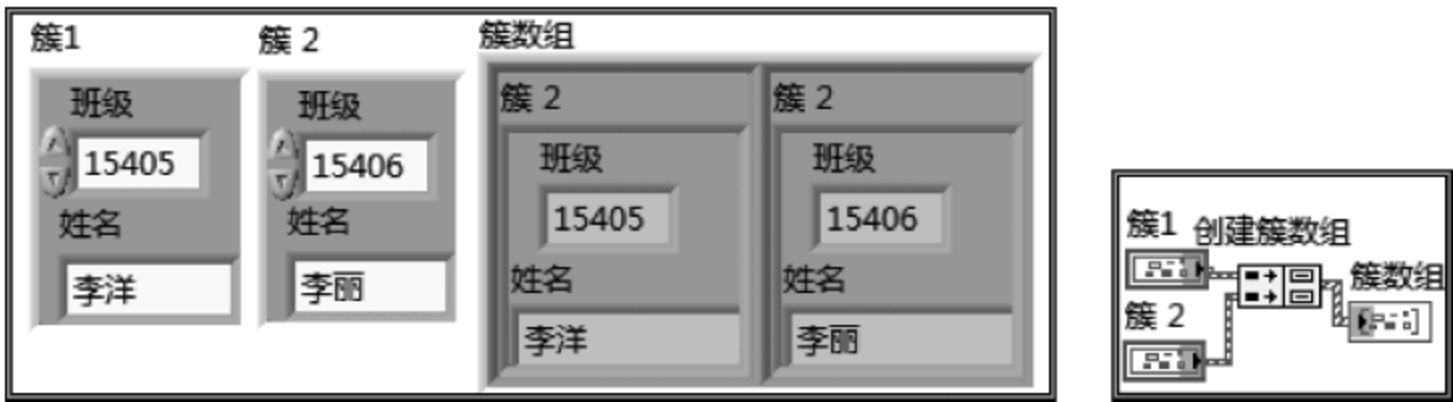 簇1
班级
15405
姓名
李洋
簇 2
班级
15406
姓名
李丽
簇数组
簇 2
班级
15405
姓名
李洋
簇 2
班级
15406
姓名
李丽
簇1
创建簇数组
簇数组
簇 2